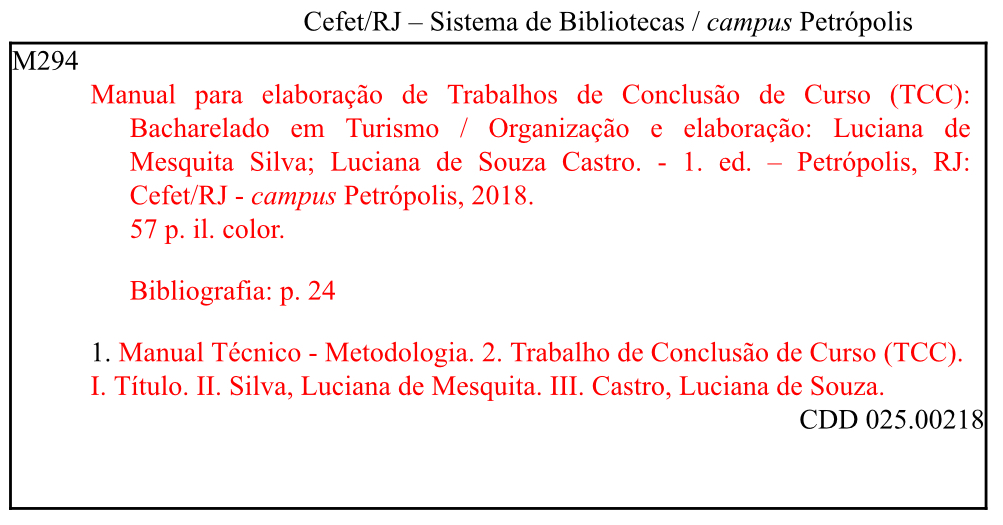 Cefet/RJ – Sistema de Bibliotecas / campus Petrópolis
M294
Manual para elaboração de Trabalhos de Conclusão de Curso (TCC):
Bacharelado em Turismo / Organização e elaboração: Luciana de
Mesquita Silva; Luciana de Souza Castro. - 1. ed. – Petrópolis, RJ:
Cefet/RJ - campus Petrópolis, 2018.
57 p. il. color.
Bibliografia: p. 24
1. Manual Técnico - Metodologia. 2. Trabalho de Conclusão de Curso (TCC).
I. Título. II. Silva, Luciana de Mesquita. III. Castro, Luciana de Souza.
CDD 025.00218